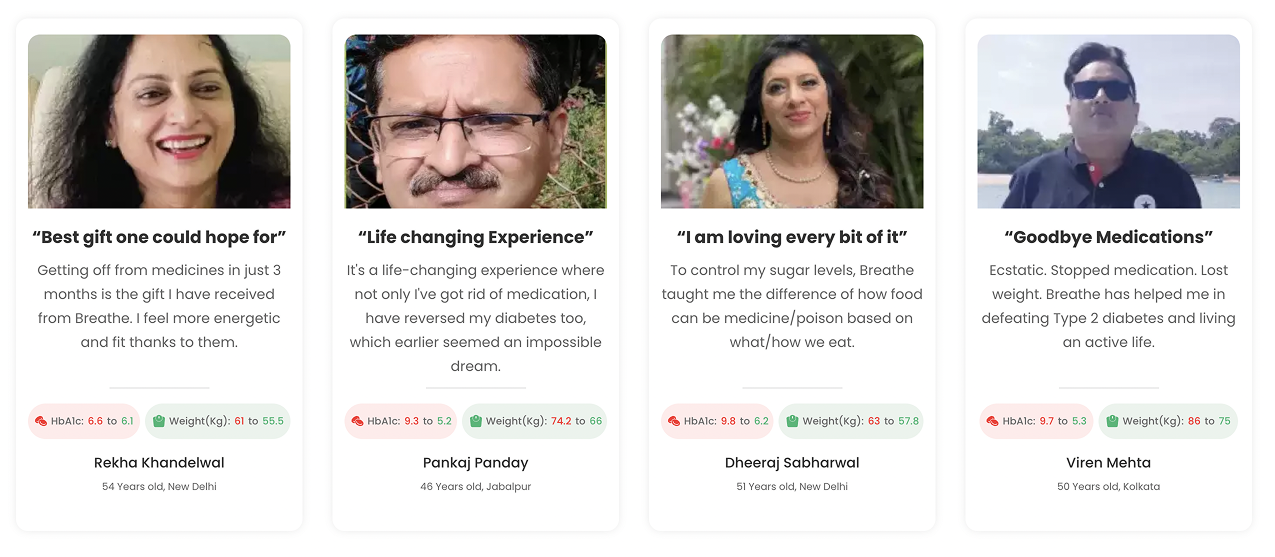 “Best gift one could hope for”
Getting off from medicines in just 3
months is the gift I have received
from Breathe. I feel more energetic
and fit thanks to them.
HbA1c: 6.6 to 6.1
Weight(Kg): 61 to 55.5
Rekha Khandelwal
54 Years old, New Delhi
“Life changing Experience”
It's a life-changing experience where
not only I've got rid of medication, I
have reversed my diabetes too,
which earlier seemed an impossible
dream.
HbA1c: 9.3 to 5.2
Weight(Kg): 74.2 to 66
Pankaj Panday
46 Years old, Jabalpur
“I am loving every bit of it”
To control my sugar levels, Breathe
taught me the difference of how food
can be medicine/poison based on
what/how we eat.
HbA1c: 9.8 to 6.2
Weight(Kg): 63 to 57.8
Dheeraj Sabharwal
51 Years old, New Delhi
“Goodbye Medications”
Ecstatic. Stopped medication. Lost
weight. Breathe has helped me in
defeating Type 2 diabetes and living
an active life.
HbA1c: 9.7 to 5.3
Weight(Kg): 86 to 75
Viren Mehta
50 Years old, Kolkata